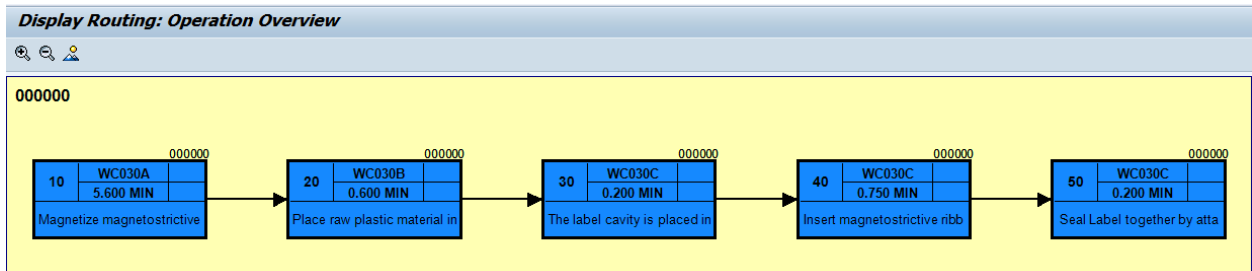 Display Routing: Operation Overview
000000
000000
10
WC030A
5.600 MIN
Magnetize magnetostrictive
000000
20
WC030B
0.600 MIN
Place raw plastic material in
000000
30
WC030C
0.200 MIN
The label cavity is placed in
000000
40
WC030C
0.750 MIN
Insert magnetostrictive ribb
000000
50
WC030C
0.200 MIN
Seal Label together by atta